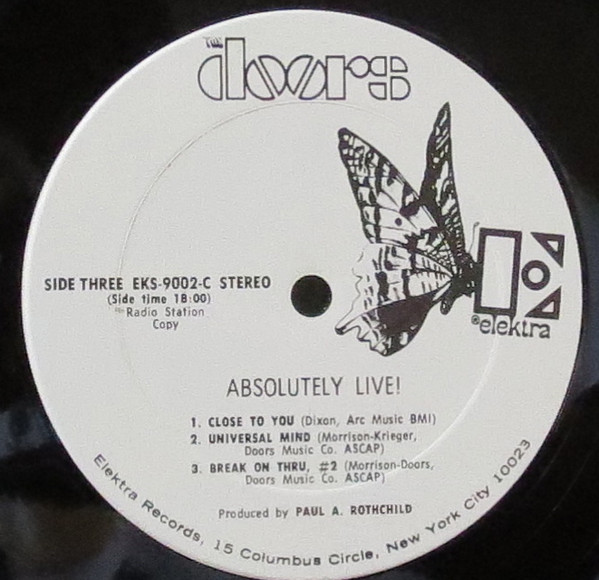 THE
doors
SIDE THREE EKS-9002-C STEREO
(Side time 18:00)
Radio Station
Copy
®elektra
ABSOLUTELY LIVE!
1. CLOSE TO YOU (Dixon, Arc Music BMI)
2. UNIVERSAL MIND (Morrison-Krieger,
Doors Music Co. ASCAP)
3. BREAK ON THRU, #2 (Morrison-Doors,
Doors Music Co. ASCAP)
Produced by PAUL A. ROTHCHILD
Elektra Records, 15 Columbus Circle, New York City 10023